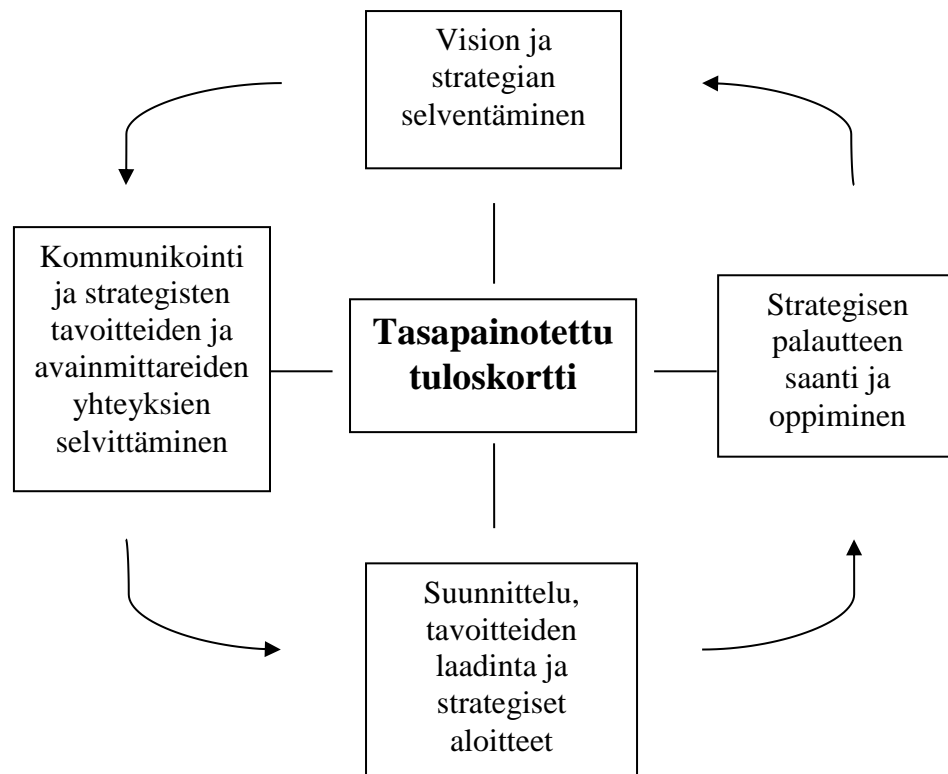 Vision ja
strategian
selventäminen
Kommunikointi
ja strategisten
tavoitteiden ja
avainmittareiden
yhteyksien
selvittäminen
Tasapainotettu
tuloskortti
Strategisen
palautteen
saanti ja
oppiminen
Suunnittelu,
tavoitteiden
laadinta ja
strategiset
aloitteet